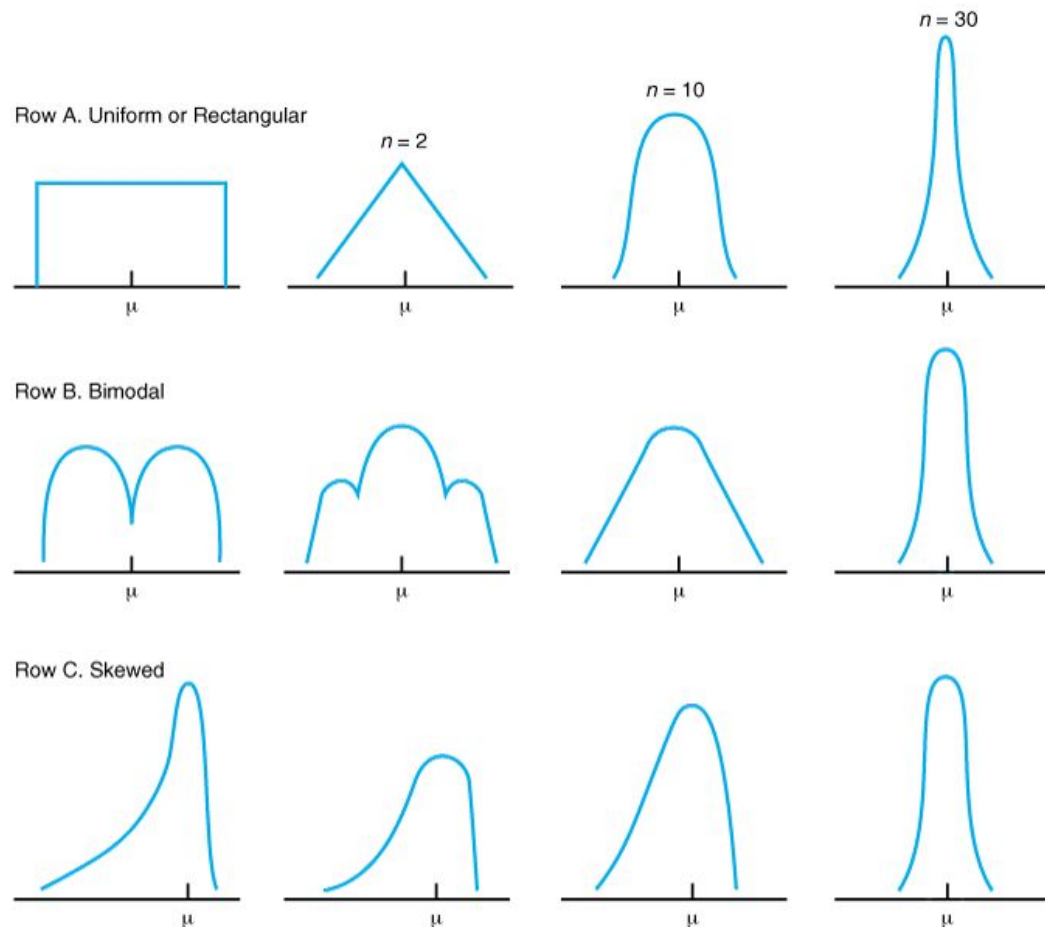 n = 30
n = 10
Row A. Uniform or Rectangular
n = 2
μ
μ
μ
μ
Row B. Bimodal
μ
μ
μ
μ
Row C. Skewed
μ
μ
μ
μ